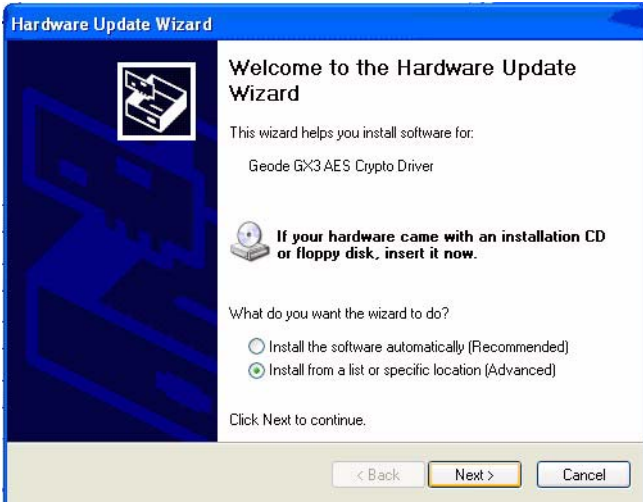 Hardware Update Wizard
Welcome to the Hardware Update
Wizard
This wizard helps you install software for:
Geode GX3 AES Crypto Driver
If your hardware came with an installation CD
or floppy disk, insert it now.
What do you want the wizard to do?
Install the software automatically (Recommended)
Install from a list or specific location (Advanced)
Click Next to continue.
< Back
Next >
Cancel